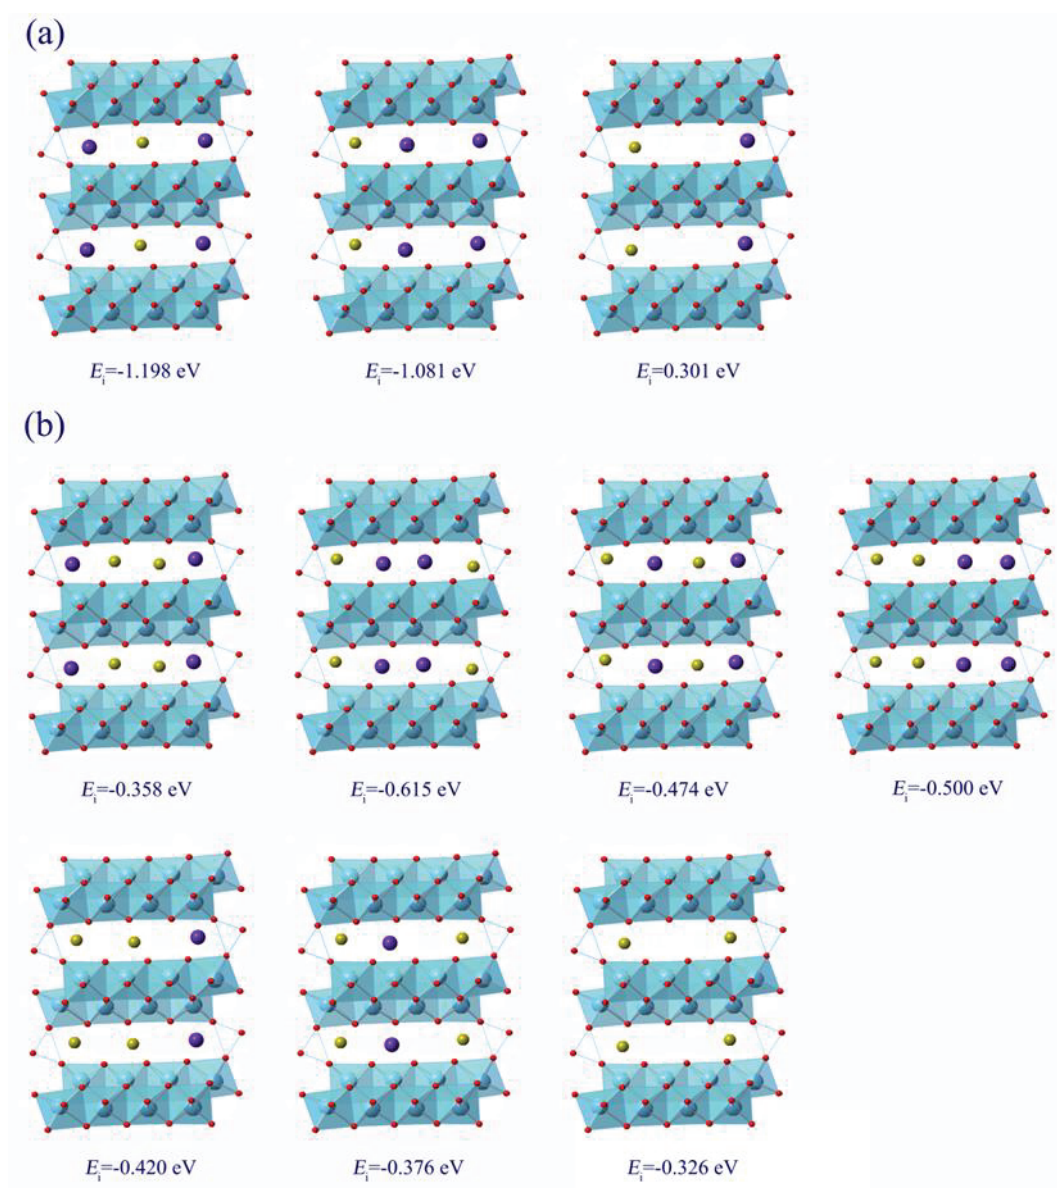 (a)
Ei=-1.198 eV
Ei=-1.081 eV
Ei=0.301 eV
(b)
Ei=-0.358 eV
Ei=-0.615 eV
Ei=-0.474 eV
Ei=-0.500 eV
Ei=-0.420 eV
Ei=-0.376 eV
Ei=-0.326 eV